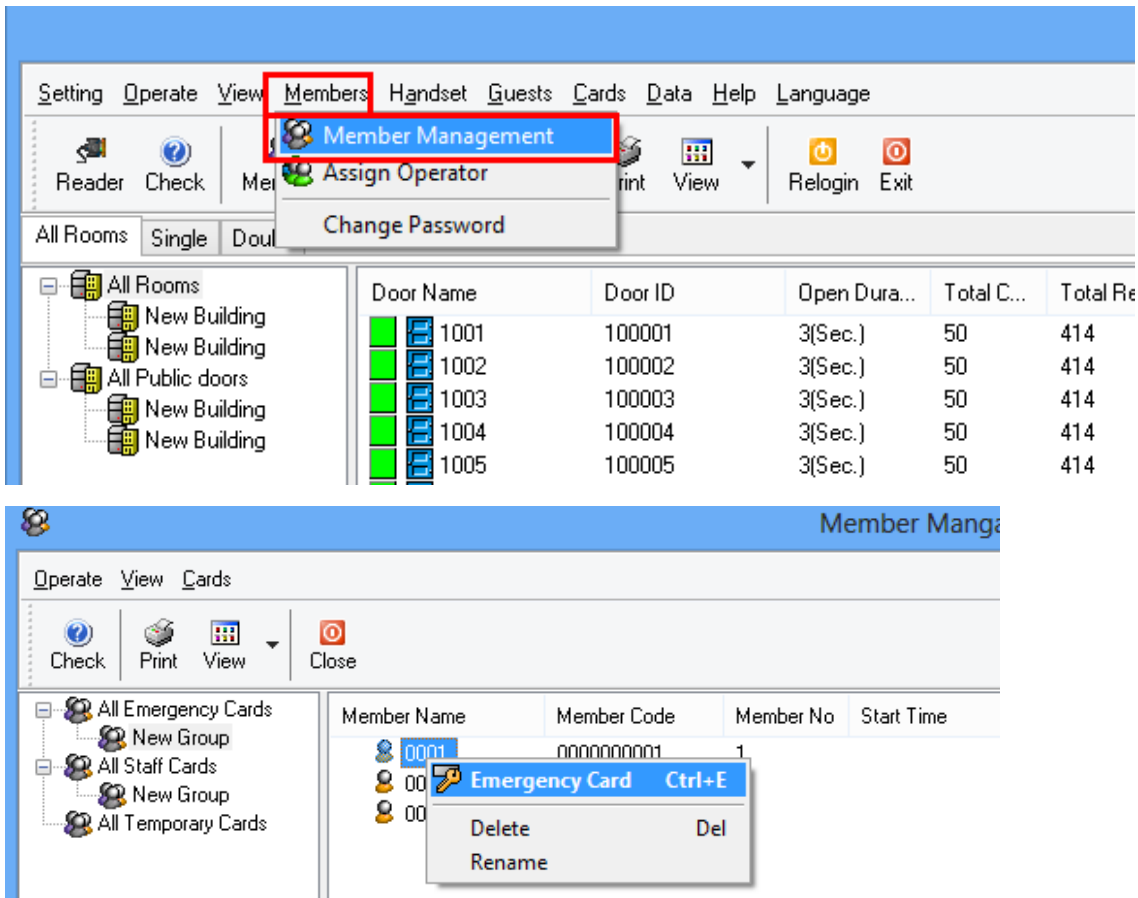 Setting Operate View Members Handset Guests Cards Data Help Language
Member Management
Reader Check View Relogin Exit
Assign Operator
Change Password
All Rooms Single
All Rooms
New Building
New Building
All Public doors
New Building
New Building
Door Name Door ID Open Dura... Total C... Total Re
1001 100001 3(Sec.) 50 414
1002 100002 3(Sec.) 50 414
1003 100003 3(Sec.) 50 414
1004 100004 3(Sec.) 50 414
1005 100005 3(Sec.) 50 414
Member Manga
Operate View Cards
Check Print View Close
All Emergency Cards
New Group
All Staff Cards
New Group
All Temporary Cards
Member Name Member Code Member No Start Time
0001 0000000001 1
00
00
Emergency Card Ctrl+E
Delete Del
Rename